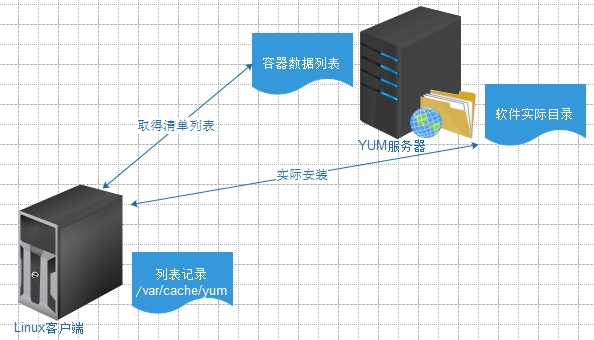 容器数据列表
软件实际目录
YUM服务器
取得清单列表
实际安装
列表记录
/var/cache/yum
Linux客户端